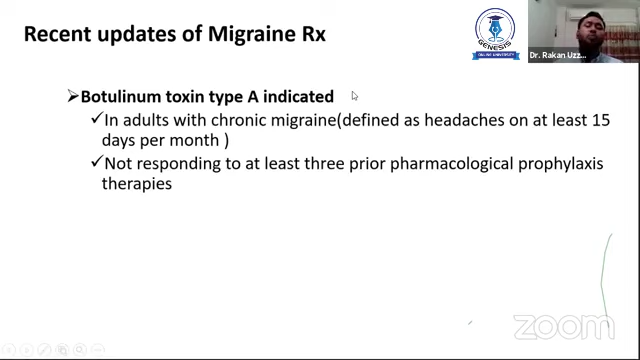 Recent updates of Migraine Rx
GENESIS
ONLINE UNIVERSITY
Dr. Rakan Uzz...
➢Botulinum toxin type A indicated
✓In adults with chronic migraine(defined as headaches on at least 15
days per month )
✓Not responding to at least three prior pharmacological prophylaxis
therapies
zoom